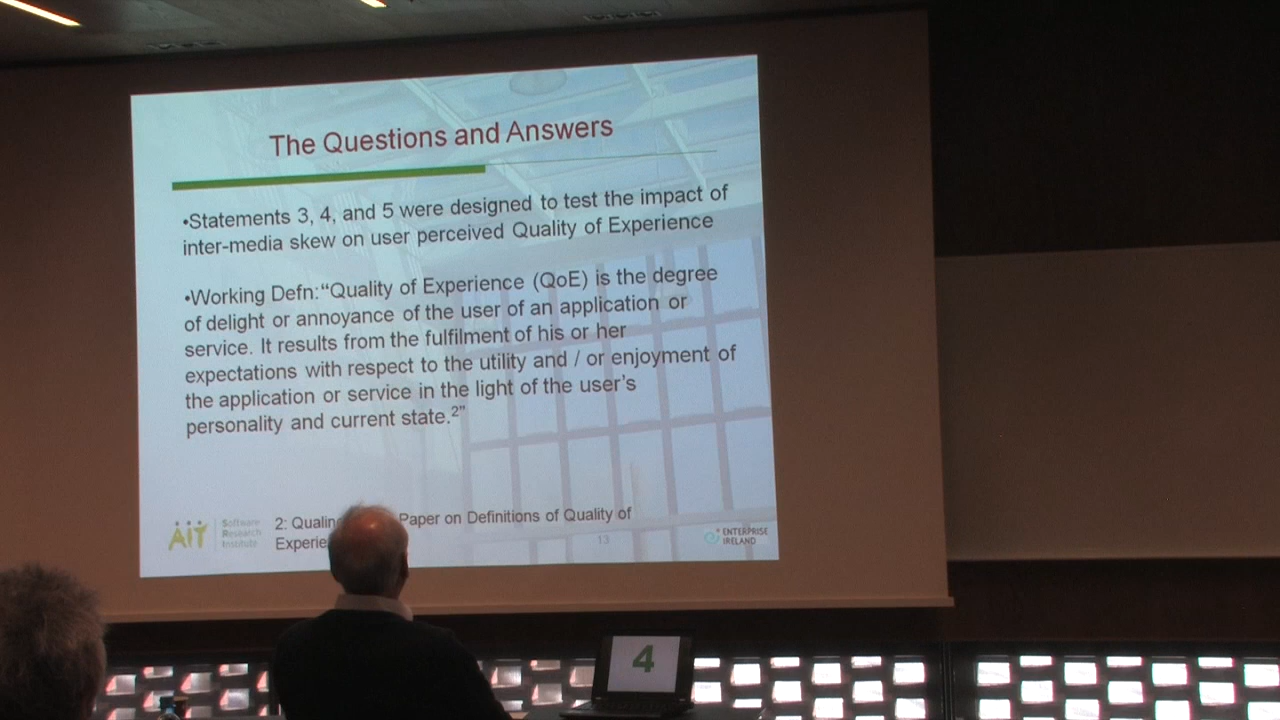 The Questions and Answers
•Statements 3, 4, and 5 were designed to test the impact of
inter-media skew on user perceived Quality of Experience
•Working Defn:“Quality of Experience (QoE) is the degree
of delight or annoyance of the user of an application or
service. It results from the fulfilment of his or her
expectations with respect to the utility and / or enjoyment of
the application or service in the light of the user’s
personality and current state.2”
AIT
Software
Research
Institute
2: Qualin Paper on Definitions of Quality of
Experie
13
ENTERPRISE
IRELAND
4